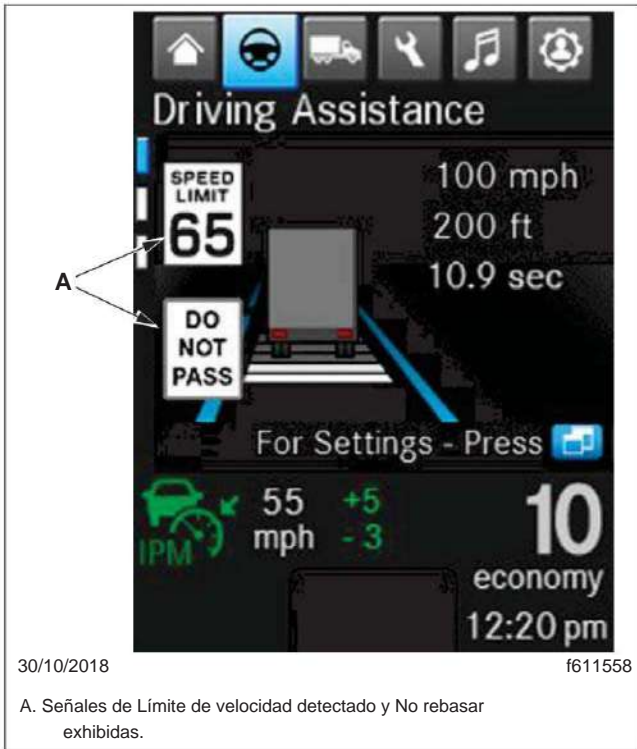 Driving Assistance
SPEED
LIMIT
65
100 mph
200 ft
10.9 sec
A
DO
NOT
PASS
For Settings - Press
IPM
55
mph
+5
- 3
10
economy
12:20 pm
30/10/2018
f611558
A. Señales de Límite de velocidad detectado y No rebasar
exhibidas.